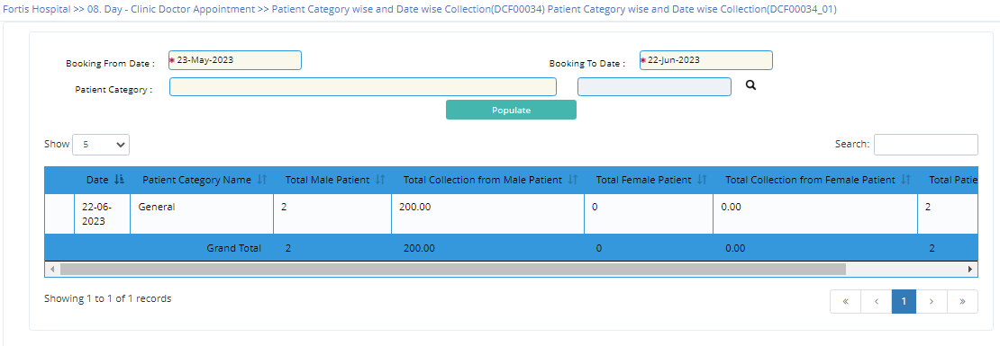 Fortis Hospital >> 08. Day - Clinic Doctor Appointment >> Patient Category wise and Date wise Collection(DCF00034) Patient Category wise and Date wise Collection(DCF00034_01)
Booking From Date : * 23-May-2023 Booking To Date : * 22-Jun-2023
Patient Category :
Populate
Show 5 Search:
Date Patient Category Name Total Male Patient Total Collection from Male Patient Total Female Patient Total Collection from Female Patient Total Patie
22-06- General 2 200.00 0 0.00 2
2023
Grand Total 2 200.00 0 0.00 2
Showing 1 to 1 of 1 records « ‹ 1 › »